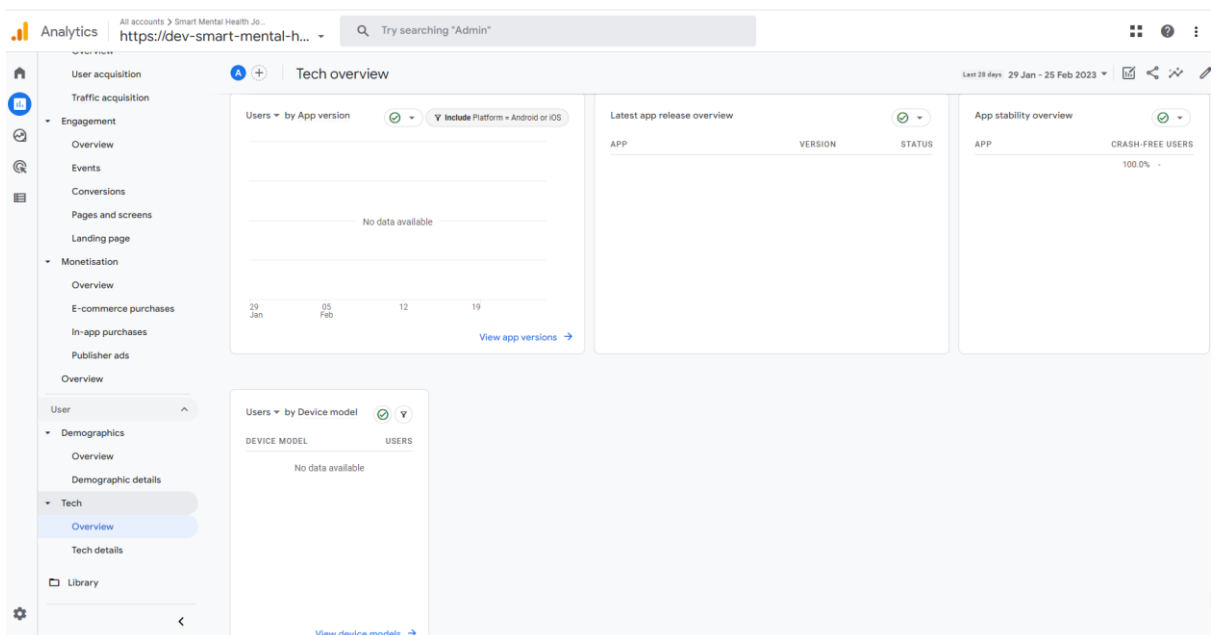 Analytics
All accounts > Smart Mental Health Jo...
https://dev-smart-mental-h...
Try searching "Admin"
Overview
User acquisition
Traffic acquisition
Engagement
Overview
Events
Conversions
Pages and screens
Landing page
Monetisation
Overview
E-commerce purchases
In-app purchases
Publisher ads
Overview
User
Demographics
Overview
Demographic details
Tech
Overview
Tech details
Library
A
Tech overview
Last 28 days 29 Jan - 25 Feb 2023
Users by App version
Include Platform = Android or iOS
No data available
29 Jan
05 Feb
12
19
View app versions
Latest app release overview
APP VERSION STATUS
App stability overview
APP CRASH-FREE USERS
100.0% -
Users by Device model
DEVICE MODEL USERS
No data available
View device models